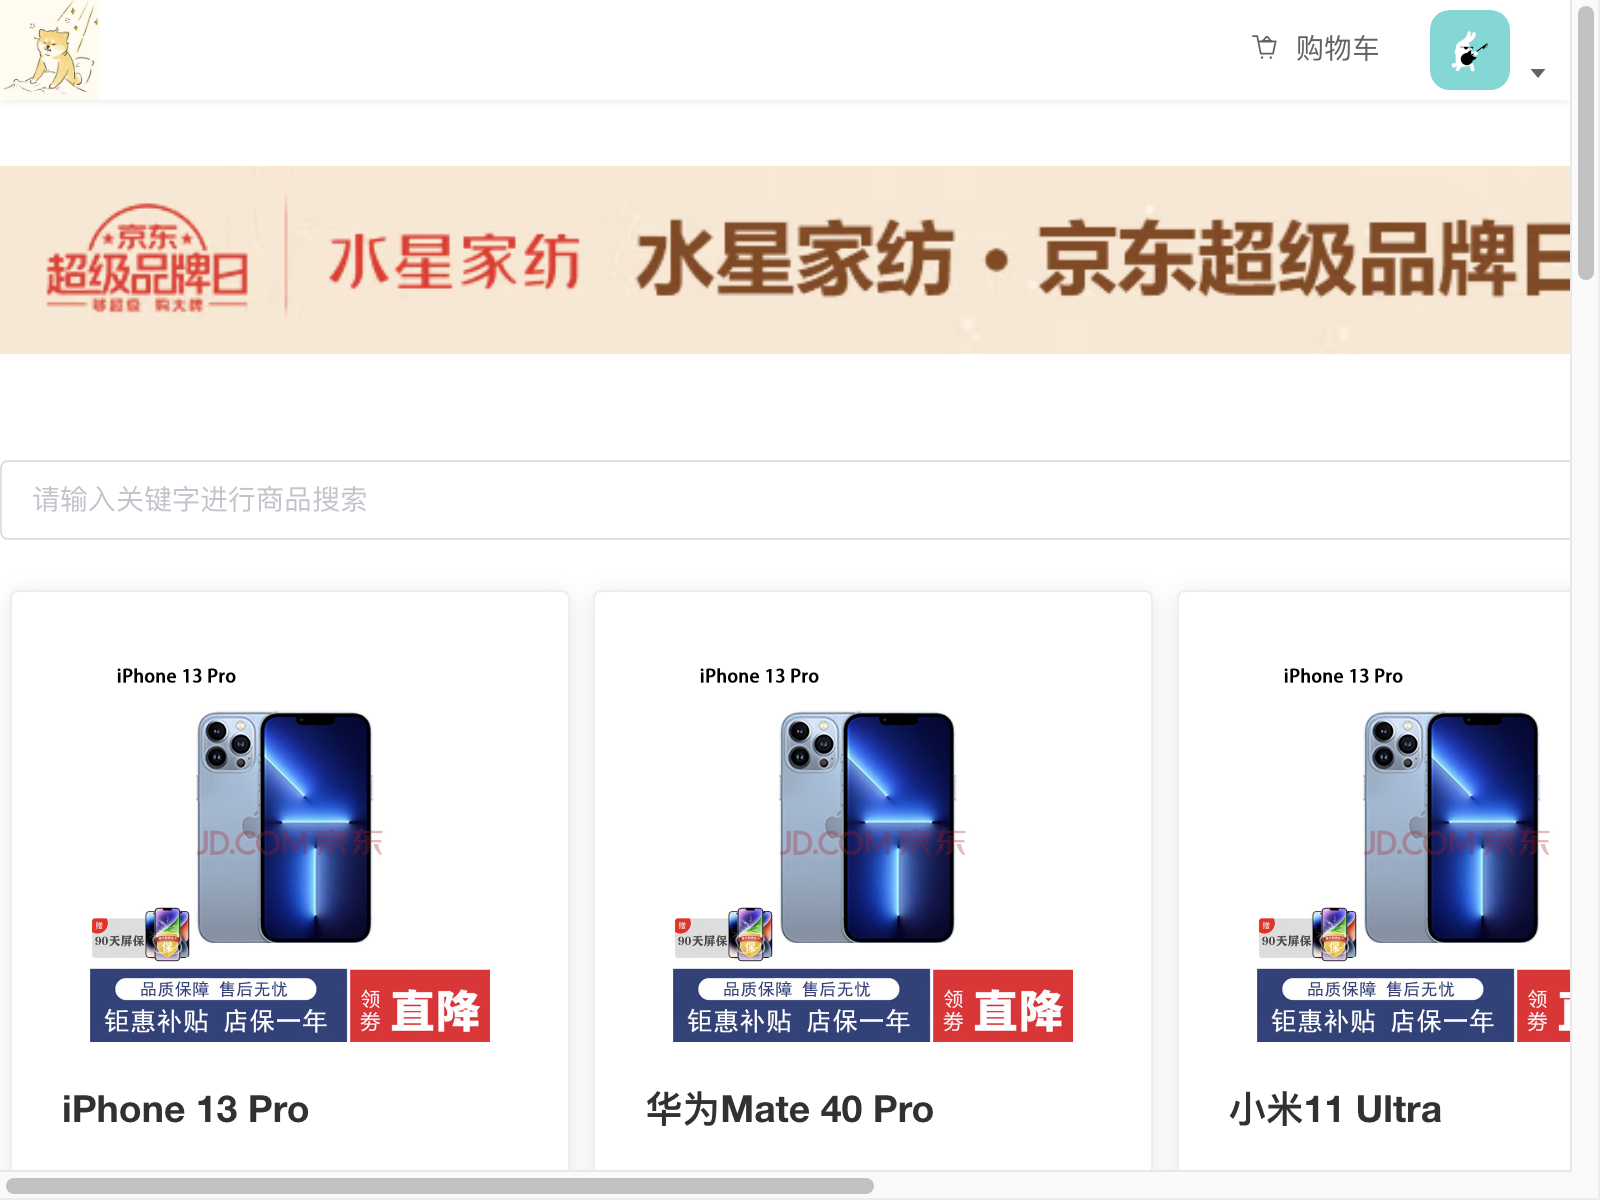 购物车
京东
超级品牌日
够超级 购大牌
水星家纺
水星家纺·京东超级品牌日
请输入关键字进行商品搜索
iPhone 13 Pro
JD.COM 京东
赠
90天屏保
保
品质保障 售后无忧
钜惠补贴 店保一年
领券
直降
iPhone 13 Pro
iPhone 13 Pro
JD.COM 京东
赠
90天屏保
保
品质保障 售后无忧
钜惠补贴 店保一年
领券
直降
华为Mate 40 Pro
iPhone 13 Pro
JD.COM 京东
赠
90天屏保
保
品质保障 售后无忧
钜惠补贴 店保一年
领券
小米11 Ultra